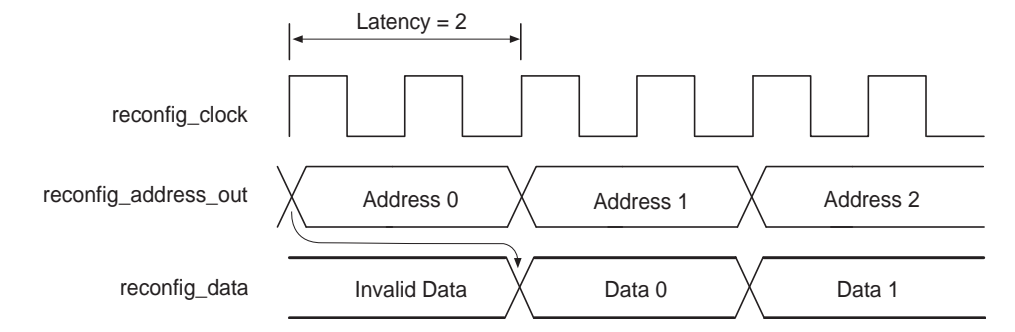 Latency = 2
reconfig_clock
reconfig_address_out
Address 0
Address 1
Address 2
reconfig_data
Invalid Data
Data 0
Data 1